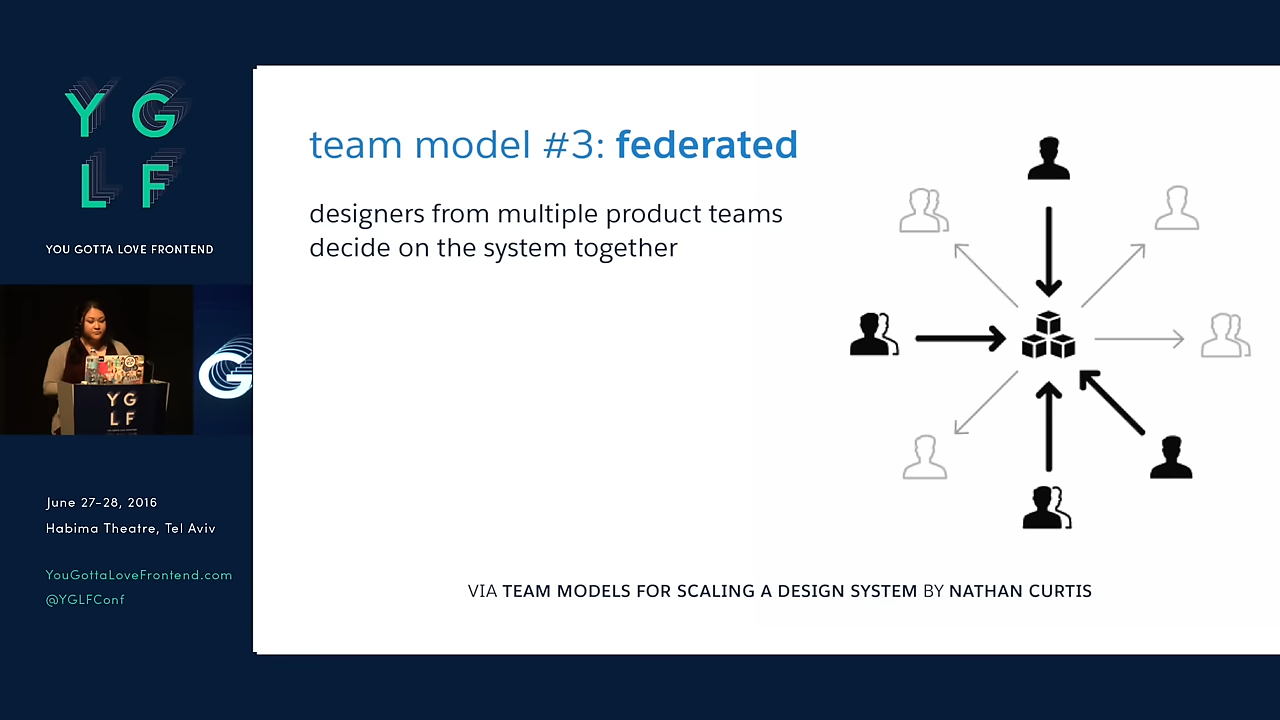 Y G
L F
YOU GOTTA LOVE FRONTEND
Y G
L F
G
June 27-28, 2016
Habima Theatre, Tel Aviv
YouGottaLoveFrontend.com
@YGLFConf
team model #3: federated
designers from multiple product teams
decide on the system together
VIA TEAM MODELS FOR SCALING A DESIGN SYSTEM BY NATHAN CURTIS